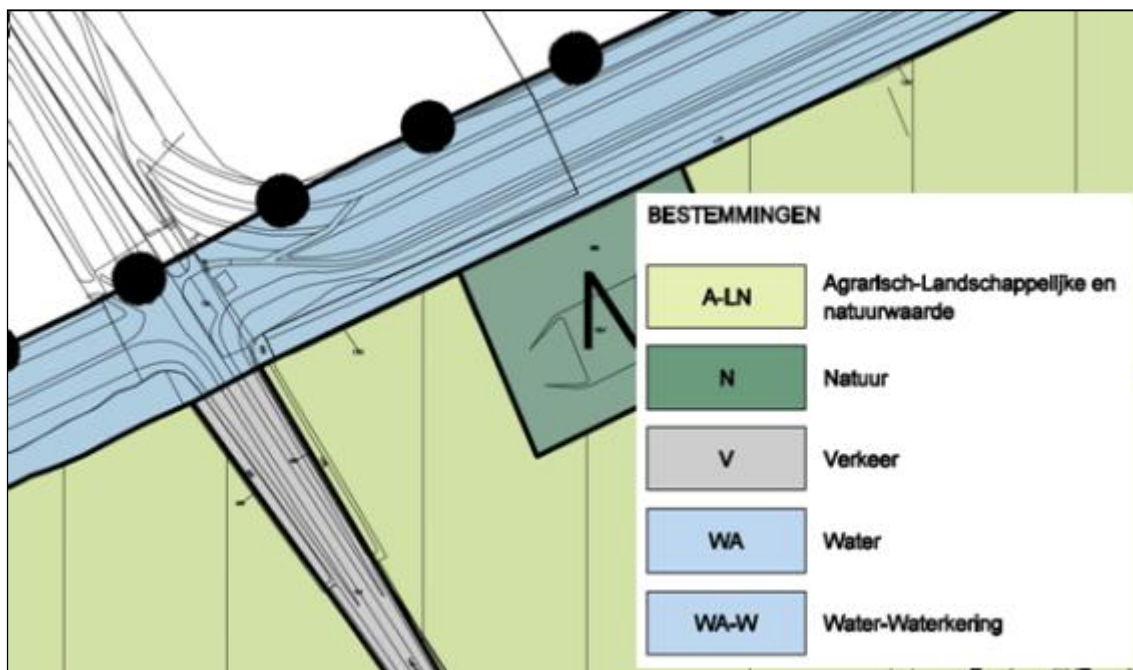 BESTEMMINGEN
A-LN Agrarisch-Landschappelijke en
natuurwaarde
N Natuur
V Verkeer
WA Water
WA-W Water-Waterkering